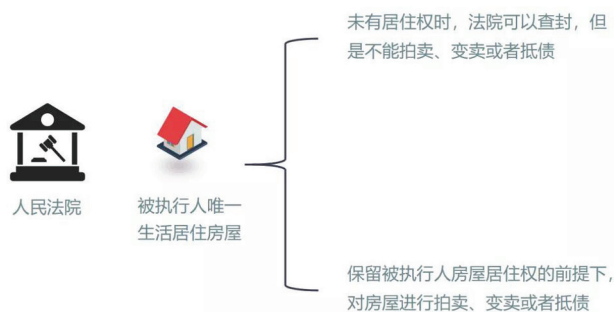 未有居住权时，法院可以查封，但
是不能拍卖、变卖或者抵债
人民法院
被执行人唯一
生活居住房屋
保留被执行人房屋居住权的前提下，
对房屋进行拍卖、变卖或者抵债